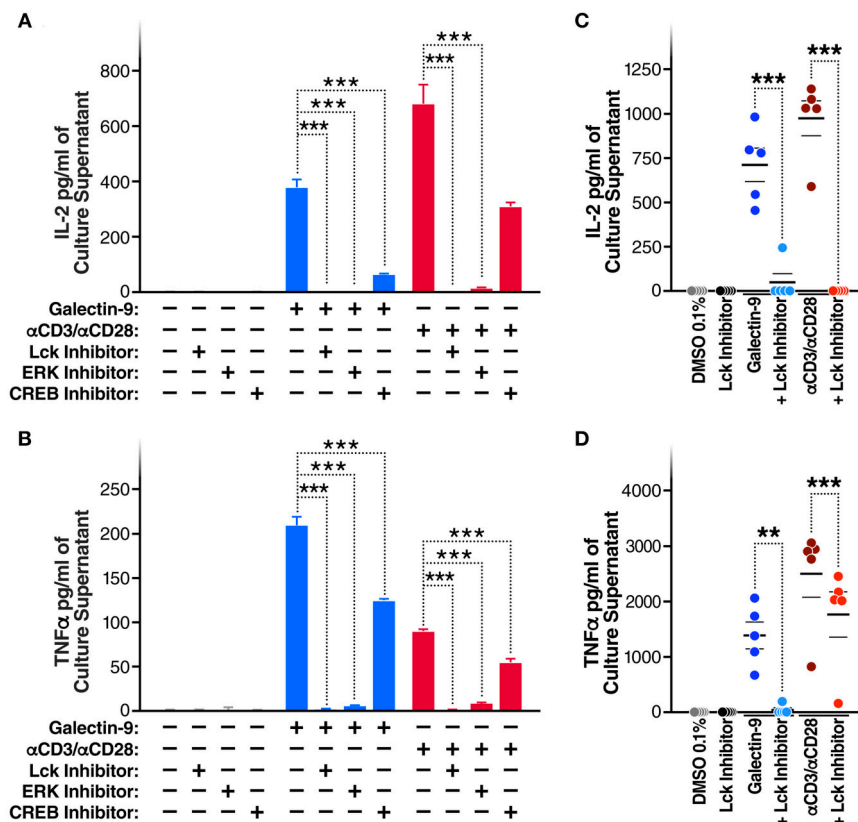 A
IL-2 pg/ml of
Culture Supernatant
800
600
400
200
0
***
***
***
***
***
Galectin-9: − − − − + + + + − − − −
αCD3/αCD28: − − − − − − − − + + + +
Lck Inhibitor: − + − − − + − − − + − −
ERK Inhibitor: − − + − − − + − − − + −
CREB Inhibitor: − − − + − − − + − − − +
C
IL-2 pg/ml of
Culture Supernatant
1250
1000
750
500
250
0
***
***
DMSO 0.1%
Lck Inhibitor
Galectin-9
+ Lck Inhibitor
αCD3/αCD28
+ Lck Inhibitor
B
TNFα pg/ml of
Culture Supernatant
250
200
150
100
50
0
***
***
***
***
***
***
Galectin-9: − − − − + + + + − − − −
αCD3/αCD28: − − − − − − − − + + + +
Lck Inhibitor: − + − − − + − − − + − −
ERK Inhibitor: − − + − − − + − − − + −
CREB Inhibitor: − − − + − − − + − − − +
D
TNFα pg/ml of
Culture Supernatant
4000
3000
2000
1000
0
**
***
DMSO 0.1%
Lck Inhibitor
Galectin-9
+ Lck Inhibitor
αCD3/αCD28
+ Lck Inhibitor